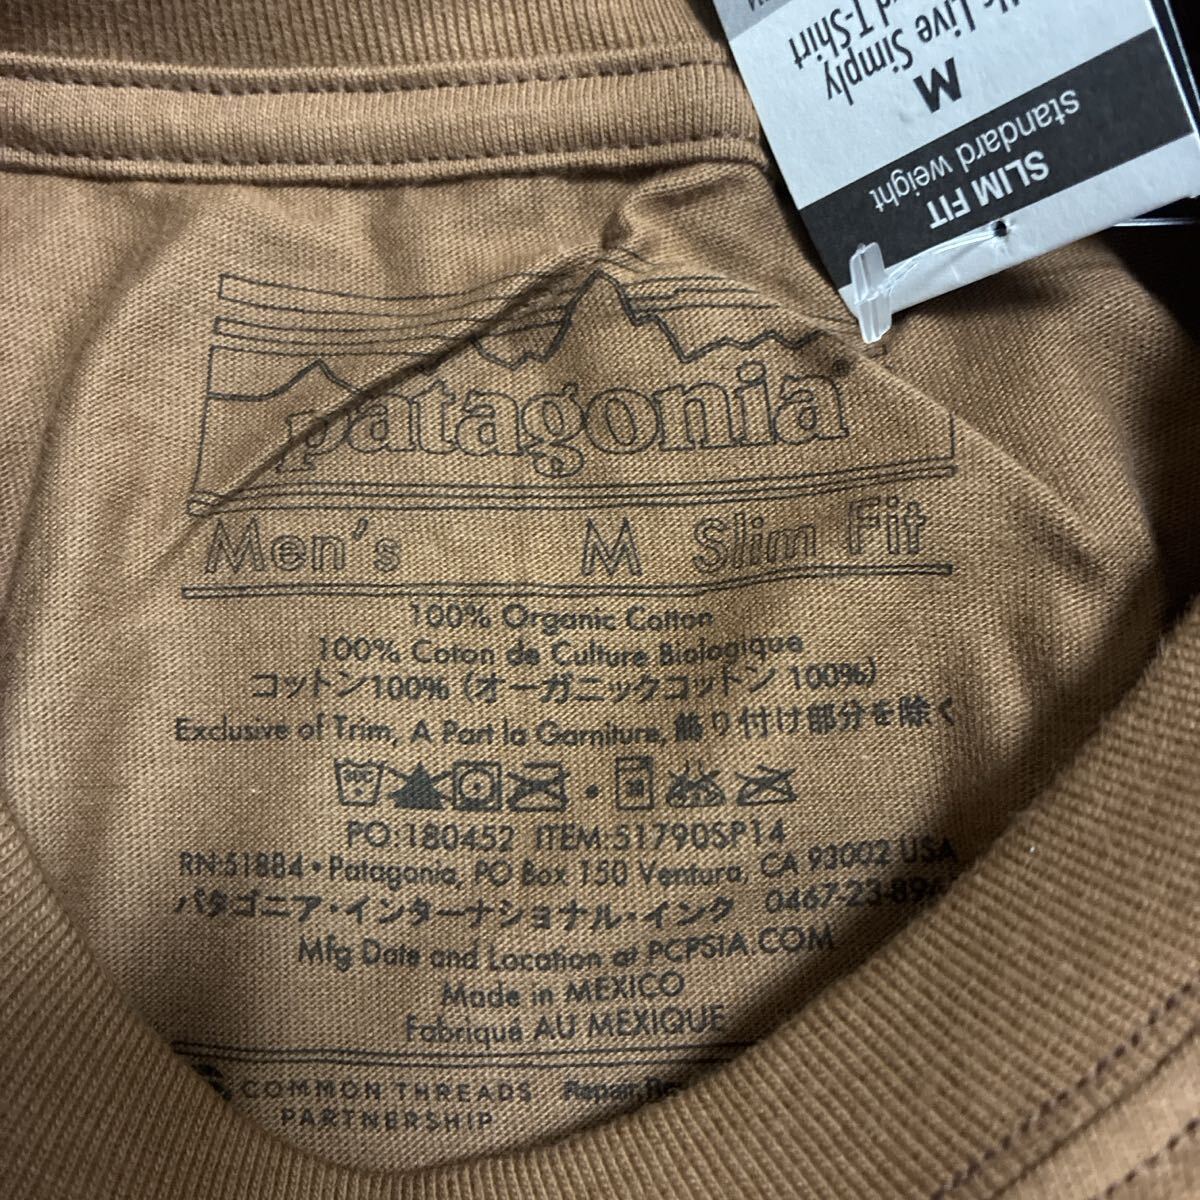 Live Simply
T-Shirt
M
SLIM FIT
standard weight
patagonia®
Men's M Slim Fit
100% Organic Cotton
100% Coton de Culture Biologique
コットン100% (オーガニックコットン 100%)
Exclusive of Trim, A Part la Garniture, 飾り付け部分を除く
PO:180452 ITEM:51790SP14
RN:51884 • Patagonia, PO Box 150 Ventura, CA 93002 USA
パタゴニア・インターナショナル・インク
Mfg Date and Location at PCPSIA.COM
Made in MEXICO
Fabriqué AU MEXIQUE
COMMON THREADS Repair
PARTNERSHIP